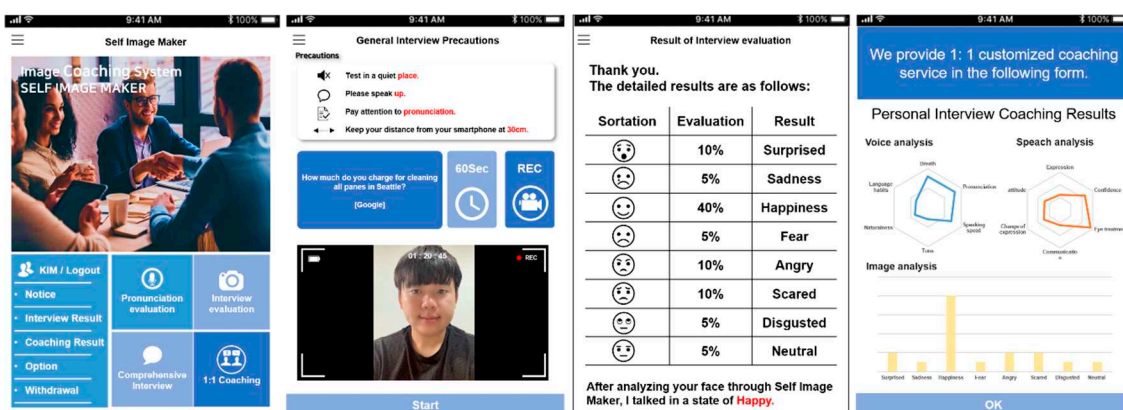 9:41 AM
100%
Self Image Maker
Image Coaching System
SELF IMAGE MAKER
KIM / Logout
Notice
Interview Result
Coaching Result
Option
Withdrawal
Pronunciation
evaluation
Interview
evaluation
Comprehensive
Interview
1:1 Coaching
9:41 AM
100%
General Interview Precautions
Precautions
Test in a quiet place.
Please speak up.
Pay attention to pronunciation.
Keep your distance from your smartphone at 30cm.
How much do you charge for cleaning
all panes in Seattle?
[Google]
60Sec
REC
01 : 20 : 45
REC
Start
9:41 AM
100%
Result of Interview evaluation
Thank you.
The detailed results are as follows:
Sortation Evaluation Result
10% Surprised
5% Sadness
40% Happiness
5% Fear
10% Angry
10% Scared
5% Disgusted
5% Neutral
After analyzing your face through Self Image
Maker, I talked in a state of Happy.
9:41 AM
100%
We provide 1: 1 customized coaching
service in the following form.
Personal Interview Coaching Results
Voice analysis
Breath
Pronunciation
Speaking
speed
Tone
Naturalness
Language
habits
Speach analysis
Expression
Confidence
Eye treatment
Communicatio
n
Change of
expression
attitude
Image analysis
Surprised Sadness Happiness Fear Angry Scared Disgusted Neutral
OK